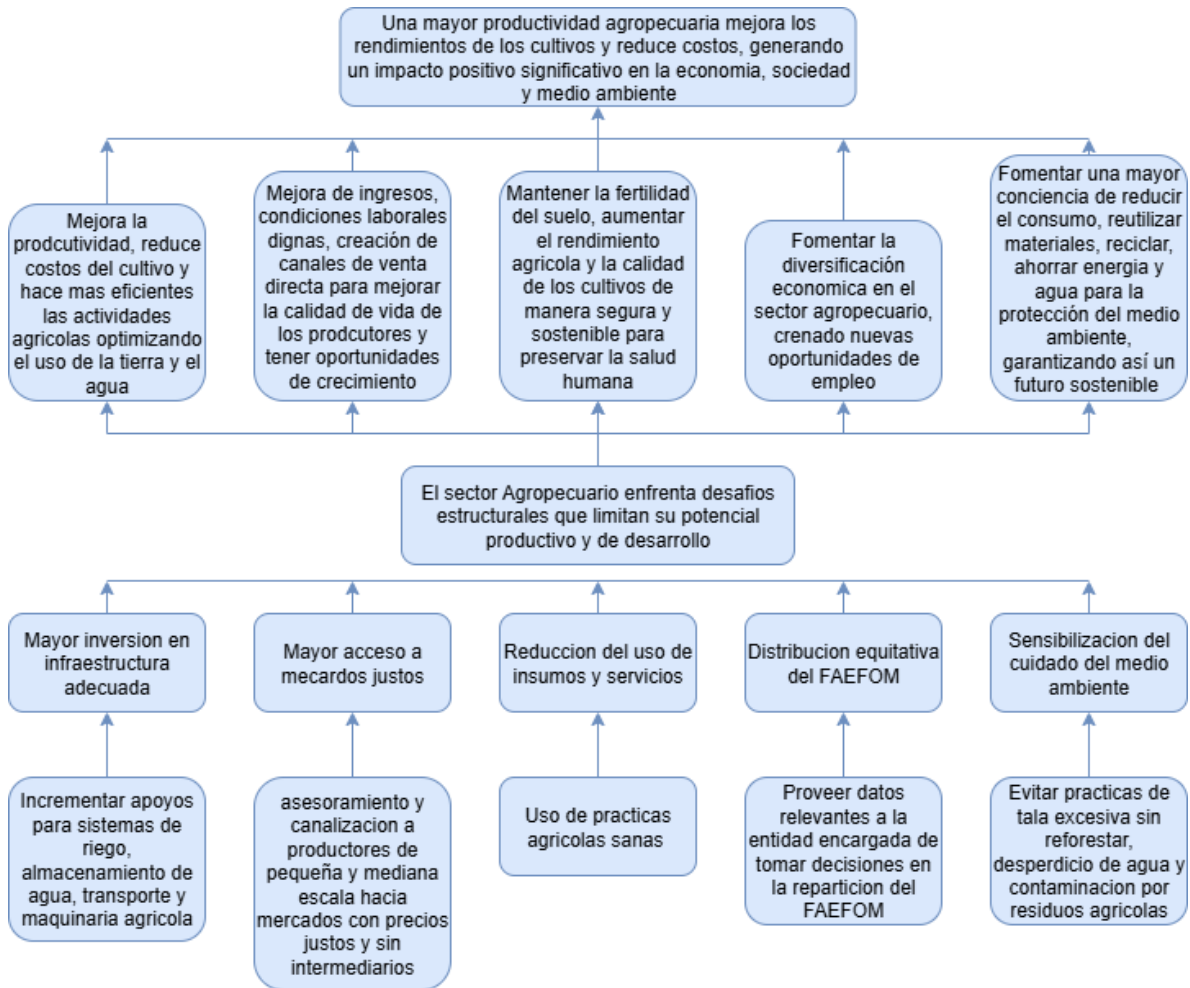 Una mayor productividad agropecuaria mejora los
rendimientos de los cultivos y reduce costos, generando
un impacto positivo significativo en la economia, sociedad
y medio ambiente
Mejora la
prodcutividad, reduce
costos del cultivo y
hace mas eficientes
las actividades
agricolas optimizando
el uso de la tierra y el
agua
Mejora de ingresos,
condiciones laborales
dignas, creación de
canales de venta
directa para mejorar
la calidad de vida de
los prodcutores y
tener oportunidades
de crecimiento
Mantener la fertilidad
del suelo, aumentar
el rendimiento
agricola y la calidad
de los cultivos de
manera segura y
sostenible para
preservar la salud
humana
Fomentar la
diversificación
economica en el
sector agropecuario,
crenado nuevas
oportunidades de
empleo
Fomentar una mayor
conciencia de reducir
el consumo, reutilizar
materiales, reciclar,
ahorrar energia y
agua para la
protección del medio
ambiente,
garantizando así un
futuro sostenible
El sector Agropecuario enfrenta desafios
estructurales que limitan su potencial
productivo y de desarrollo
Mayor inversion en
infraestructura
adecuada
Mayor acceso a
mecardos justos
Reduccion del uso de
insumos y servicios
Distribucion equitativa
del FAEFOM
Sensibilizacion del
cuidado del medio
ambiente
Incrementar apoyos
para sistemas de
riego,
almacenamiento de
agua, transporte y
maquinaria agricola
asesoramiento y
canalizacion a
productores de
pequeña y mediana
escala hacia
mercados con precios
justos y sin
intermediarios
Uso de practicas
agricolas sanas
Proveer datos
relevantes a la
entidad encargada de
tomar decisiones en
la reparticion del
FAEFOM
Evitar practicas de
tala excesiva sin
reforestar,
desperdicio de agua y
contaminacion por
residuos agricolas